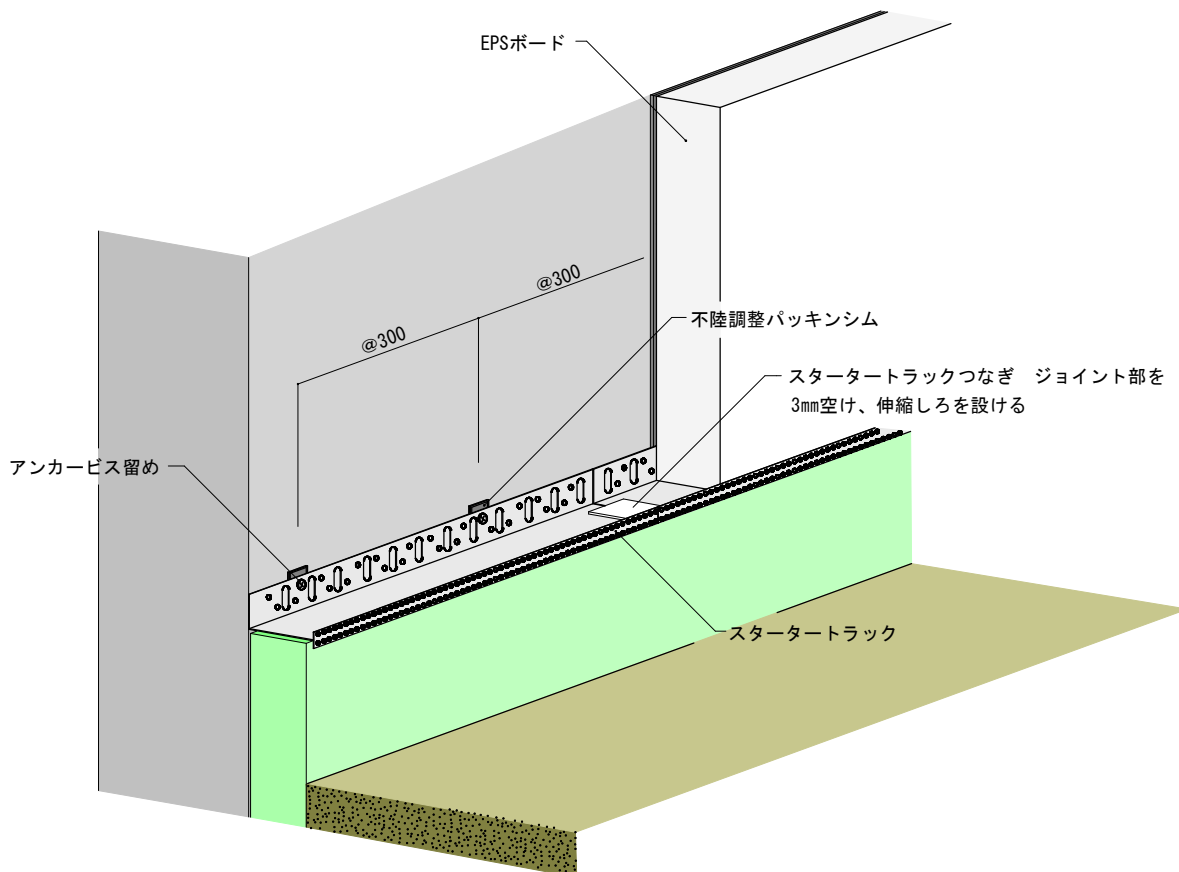 EPSボード
@300
@300
不陸調整パッキンシム
スタータートラックつなぎ　ジョイント部を
3㎜空け、伸縮しろを設ける
アンカービス留め
スタータートラック